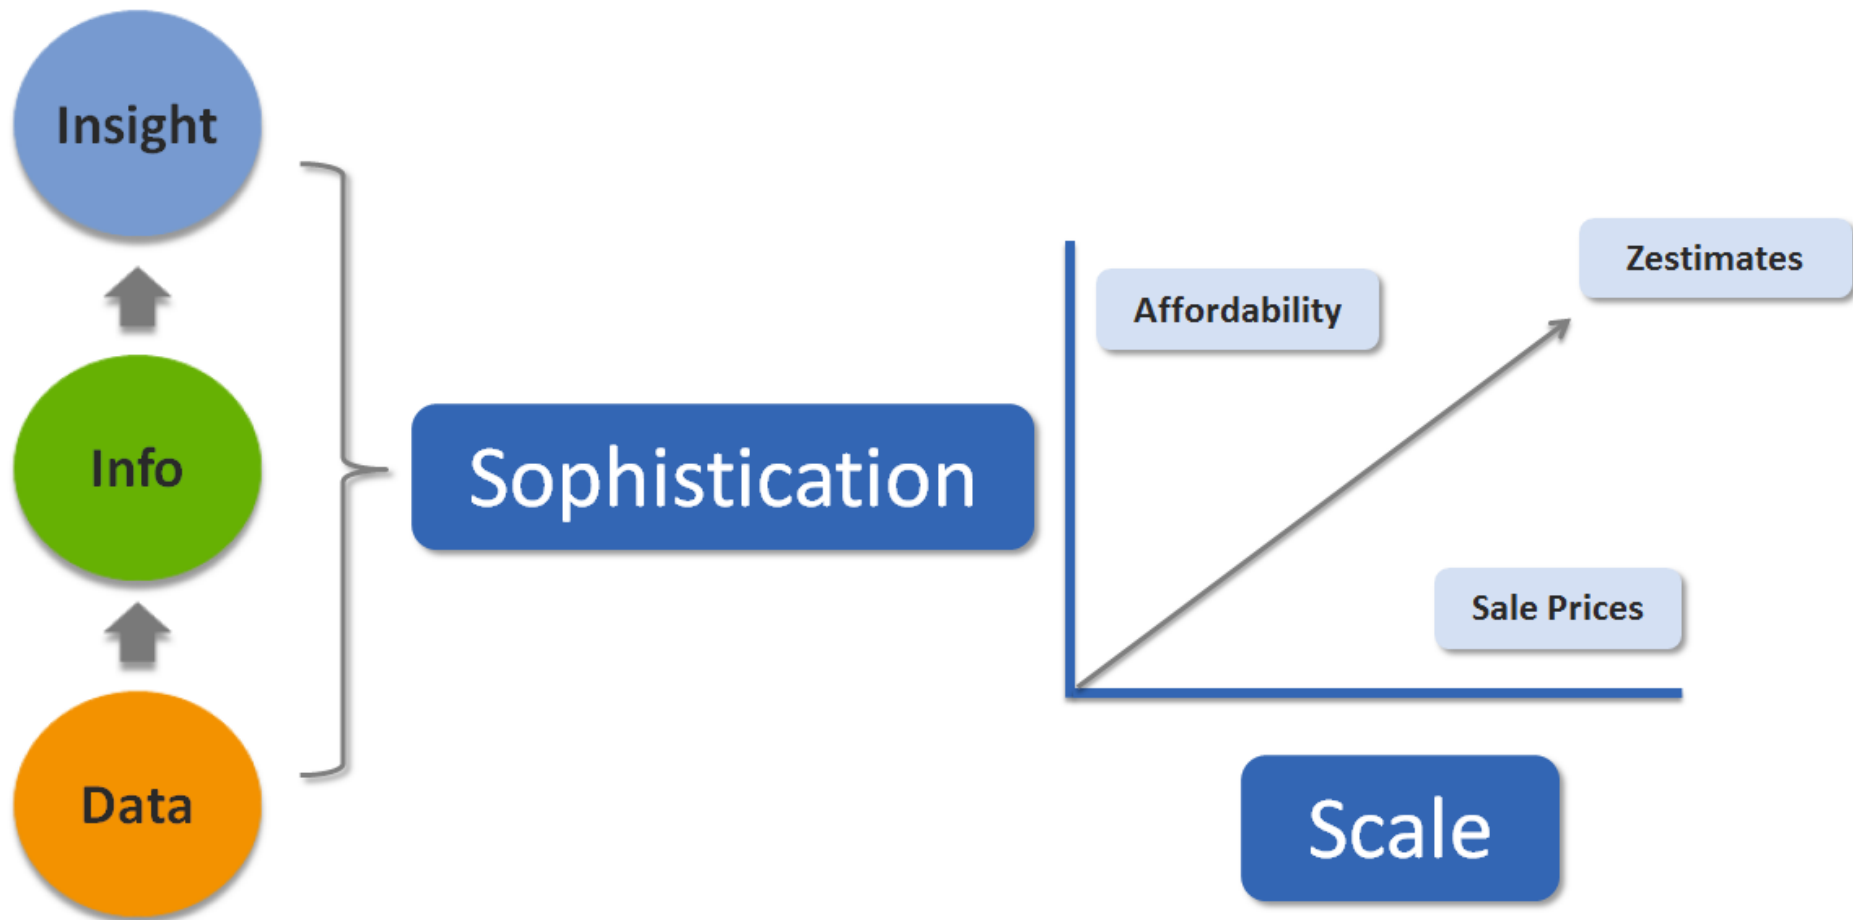 Insight
Info
Data
Sophistication
Affordability
Zestimates
Sale Prices
Scale